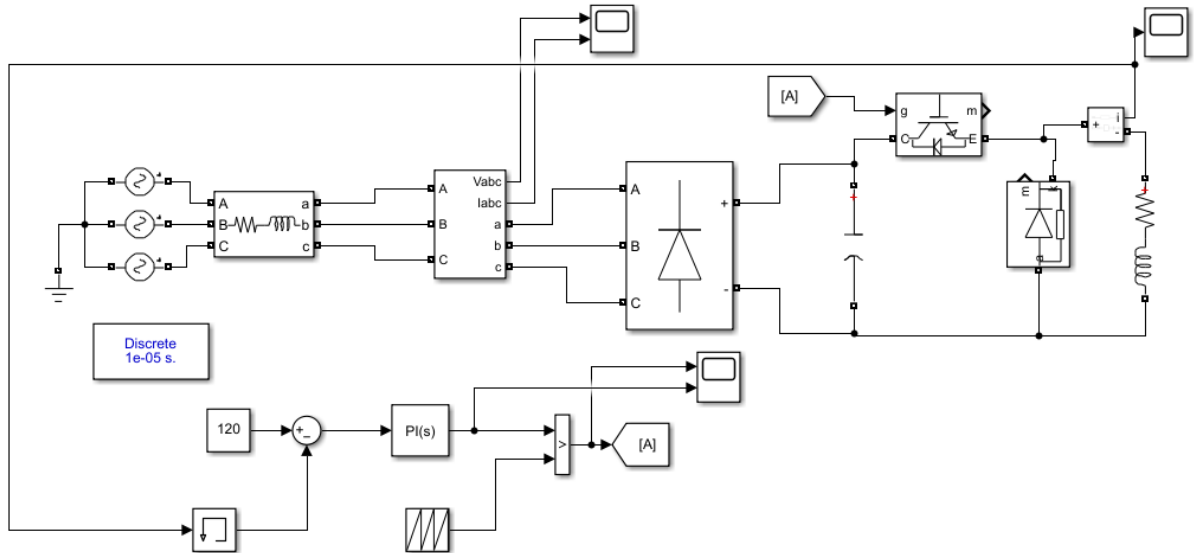 [A]
g
m
C
E
+
i
-
m
k
a
A
B
C
a
b
c
A
B
C
Vabc
Iabc
a
b
c
A
B
C
+
-
+
+
Discrete
1e-05 s.
120
+
-
PI(s)
>
[A]